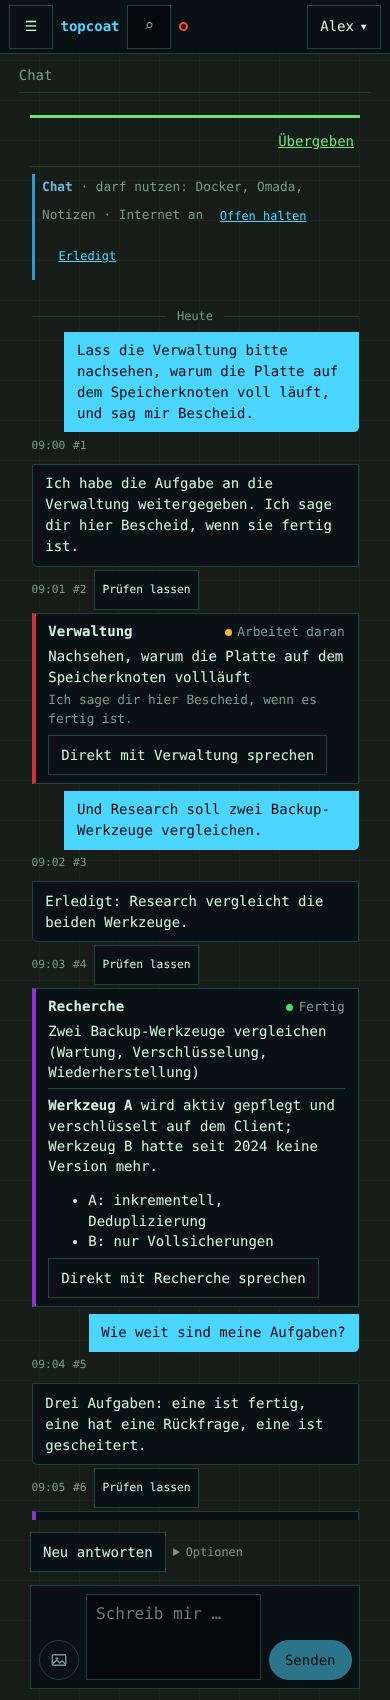 ☰ topcoat ⌕ Alex ▾
Chat
Übergeben
Chat · darf nutzen: Docker, Omada,
Notizen · Internet an Offen halten
Erledigt
Heute
Lass die Verwaltung bitte
nachsehen, warum die Platte auf
dem Speicherknoten voll läuft,
und sag mir Bescheid.
09:00 #1
Ich habe die Aufgabe an die
Verwaltung weitergegeben. Ich sage
dir hier Bescheid, wenn sie fertig
ist.
09:01 #2 Prüfen lassen
Verwaltung Arbeitet daran
Nachsehen, warum die Platte auf dem
Speicherknoten vollläuft
Ich sage dir hier Bescheid, wenn es
fertig ist.
Direkt mit Verwaltung sprechen
Und Research soll zwei Backup-
Werkzeuge vergleichen.
09:02 #3
Erledigt: Research vergleicht die
beiden Werkzeuge.
09:03 #4 Prüfen lassen
Recherche Fertig
Zwei Backup-Werkzeuge vergleichen
(Wartung, Verschlüsselung,
Wiederherstellung)
Werkzeug A wird aktiv gepflegt und
verschlüsselt auf dem Client;
Werkzeug B hatte seit 2024 keine
Version mehr.
• A: inkrementell,
Deduplizierung
• B: nur Vollsicherungen
Direkt mit Recherche sprechen
Wie weit sind meine Aufgaben?
09:04 #5
Drei Aufgaben: eine ist fertig,
eine hat eine Rückfrage, eine ist
gescheitert.
09:05 #6 Prüfen lassen
Neu antworten ▶ Optionen
Schreib mir …
Senden